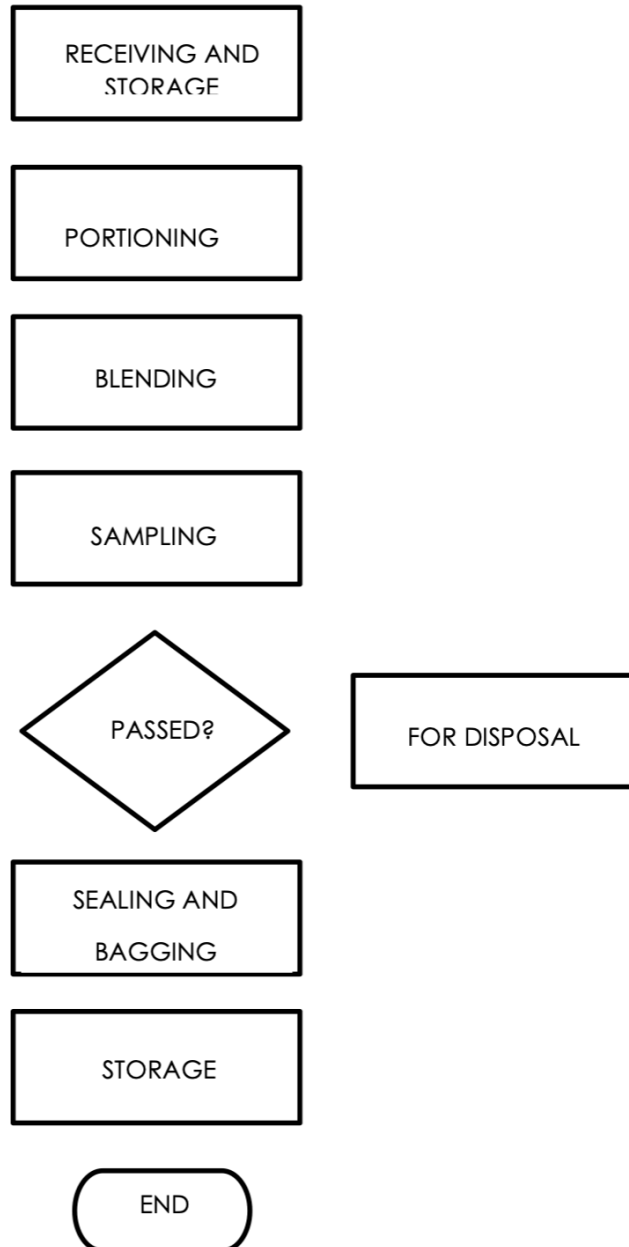 RECEIVING AND
STORAGE
PORTIONING
BLENDING
SAMPLING
PASSED?
FOR DISPOSAL
SEALING AND
BAGGING
STORAGE
END